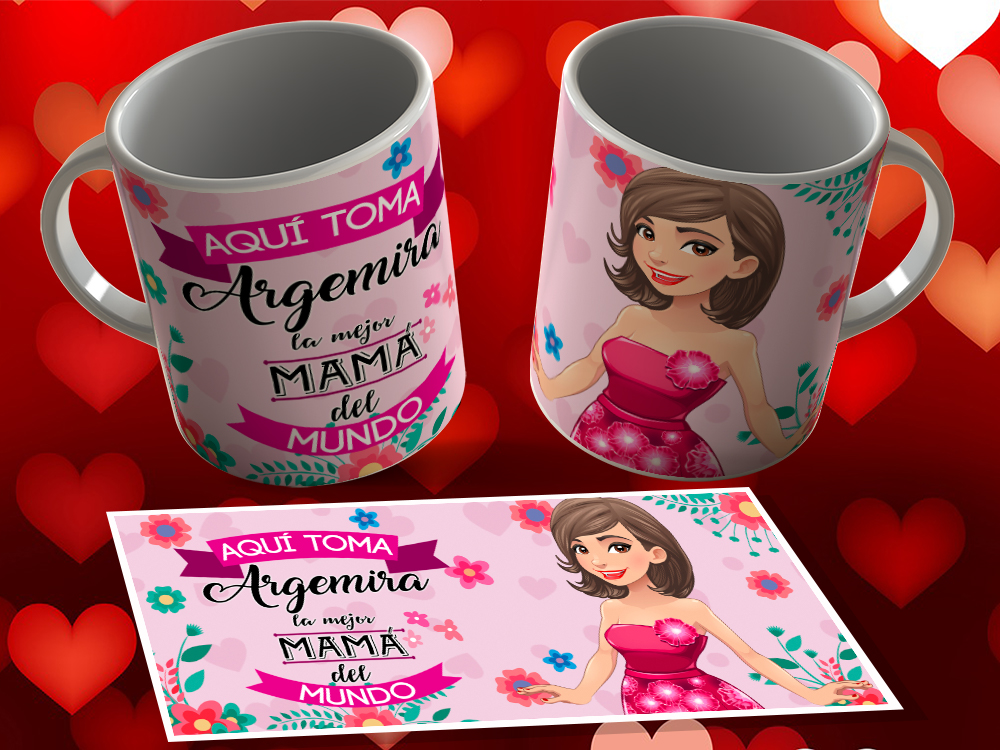 AQUÍ TOMA
Argemira
la mejor
MAMÁ
del
MUNDO
AQUÍ TOMA
Argemira
la mejor
MAMÁ
del
MUNDO